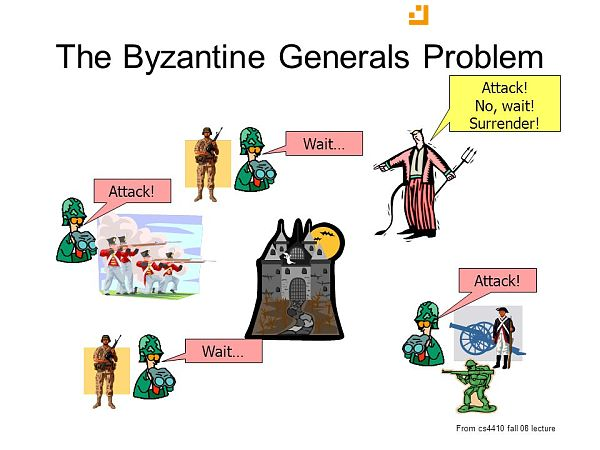 The Byzantine Generals Problem
Attack!
No, wait!
Surrender!
Wait...
Attack!
Attack!
Wait...
From cs4410 fall 08 lecture